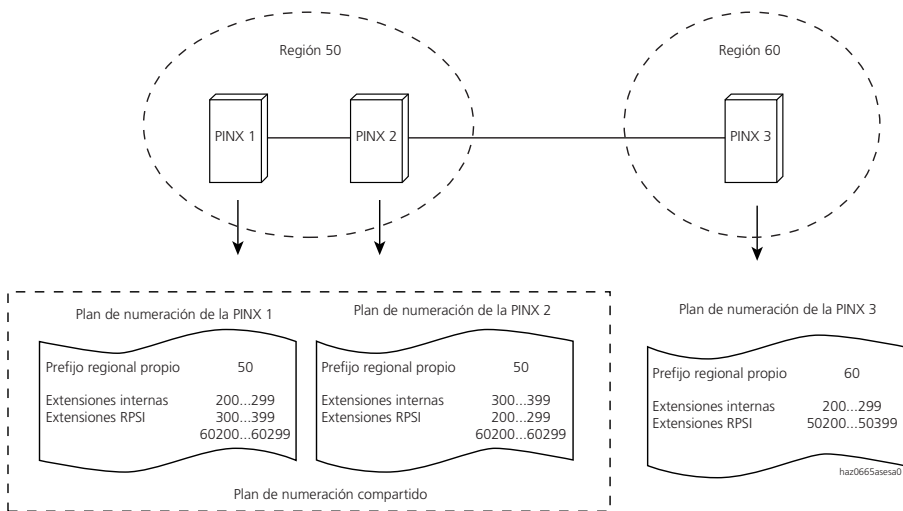 Región 50
Región 60
PINX 1
PINX 2
PINX 3
Plan de numeración de la PINX 1
Prefijo regional propio 50
Extensiones internas 200...299
Extensiones RPSI 300...399
60200...60299
Plan de numeración de la PINX 2
Prefijo regional propio 50
Extensiones internas 300...399
Extensiones RPSI 200...299
60200...60299
Plan de numeración compartido
Plan de numeración de la PINX 3
Prefijo regional propio 60
Extensiones internas 200...299
Extensiones RPSI 50200...50399
haz0665asesa0